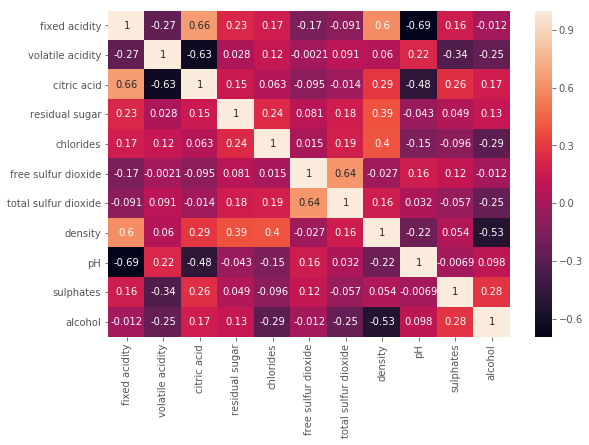 fixed acidity 1 -0.27 0.66 0.23 0.17 -0.17 -0.091 0.6 -0.69 0.16 -0.012
volatile acidity -0.27 1 -0.63 0.028 0.12 -0.0021 0.091 0.06 0.22 -0.34 -0.25
citric acid 0.66 -0.63 1 0.15 0.063 -0.095 -0.014 0.29 -0.48 0.26 0.17
residual sugar 0.23 0.028 0.15 1 0.24 0.081 0.18 0.39 -0.043 0.049 0.13
chlorides 0.17 0.12 0.063 0.24 1 0.015 0.19 0.4 -0.15 -0.096 -0.29
free sulfur dioxide -0.17 -0.0021 -0.095 0.081 0.015 1 0.64 -0.027 0.16 0.12 -0.012
total sulfur dioxide -0.091 0.091 -0.014 0.18 0.19 0.64 1 0.16 0.032 -0.057 -0.25
density 0.6 0.06 0.29 0.39 0.4 -0.027 0.16 1 -0.22 0.054 -0.53
pH -0.69 0.22 -0.48 -0.043 -0.15 0.16 0.032 -0.22 1 -0.0069 0.098
sulphates 0.16 -0.34 0.26 0.049 -0.096 0.12 -0.057 0.054 -0.0069 1 0.28
alcohol -0.012 -0.25 0.17 0.13 -0.29 -0.012 -0.25 -0.53 0.098 0.28 1
fixed acidity
volatile acidity
citric acid
residual sugar
chlorides
free sulfur dioxide
total sulfur dioxide
density
pH
sulphates
alcohol
0.9
0.6
0.3
0.0
−0.3
−0.6